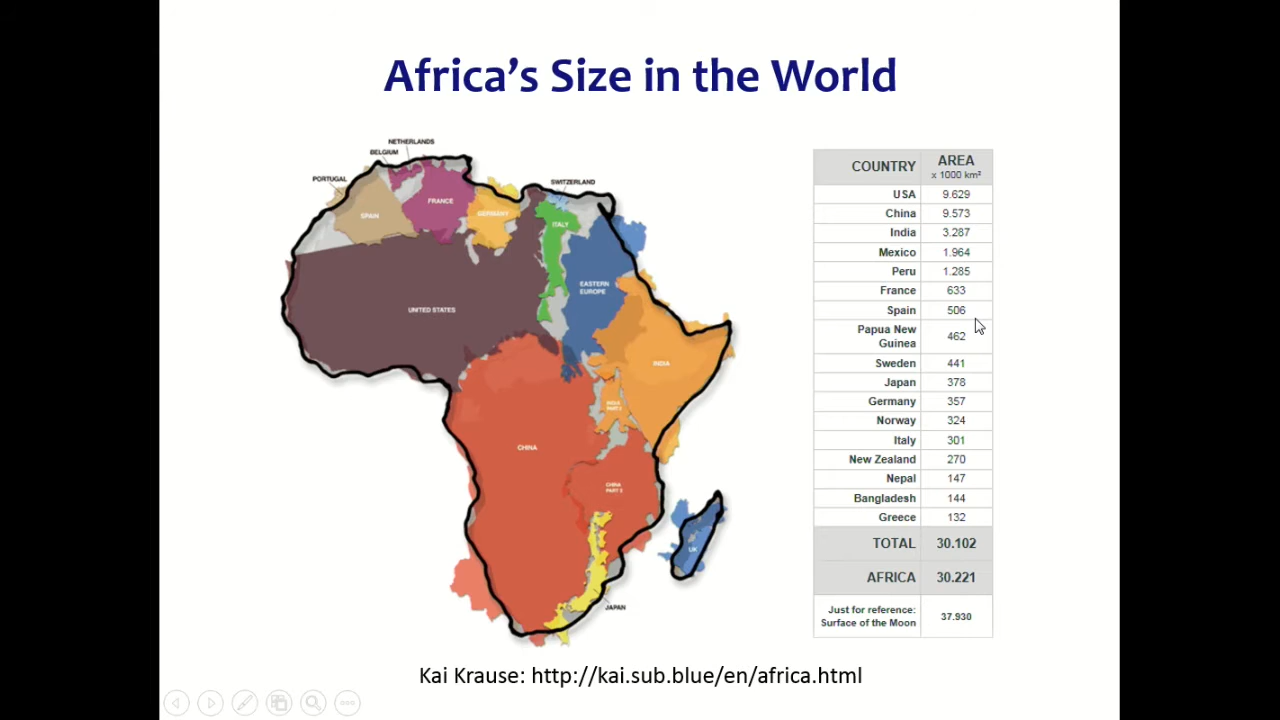 Africa's Size in the World
NETHERLANDS
BELGIUM
PORTUGAL
SWITZERLAND
FRANCE
SPAIN
GERMANY
ITALY
EASTERN
EUROPE
UNITED STATES
INDIA
INDIA
PART 2
CHINA
CHINA
PART 2
UK
JAPAN
COUNTRY AREA
x 1000 km²
USA 9.629
China 9.573
India 3.287
Mexico 1.964
Peru 1.285
France 633
Spain 506
Papua New
Guinea 462
Sweden 441
Japan 378
Germany 357
Norway 324
Italy 301
New Zealand 270
Nepal 147
Bangladesh 144
Greece 132
TOTAL 30.102
AFRICA 30.221
Just for reference:
Surface of the Moon 37.930
Kai Krause: http://kai.sub.blue/en/africa.html